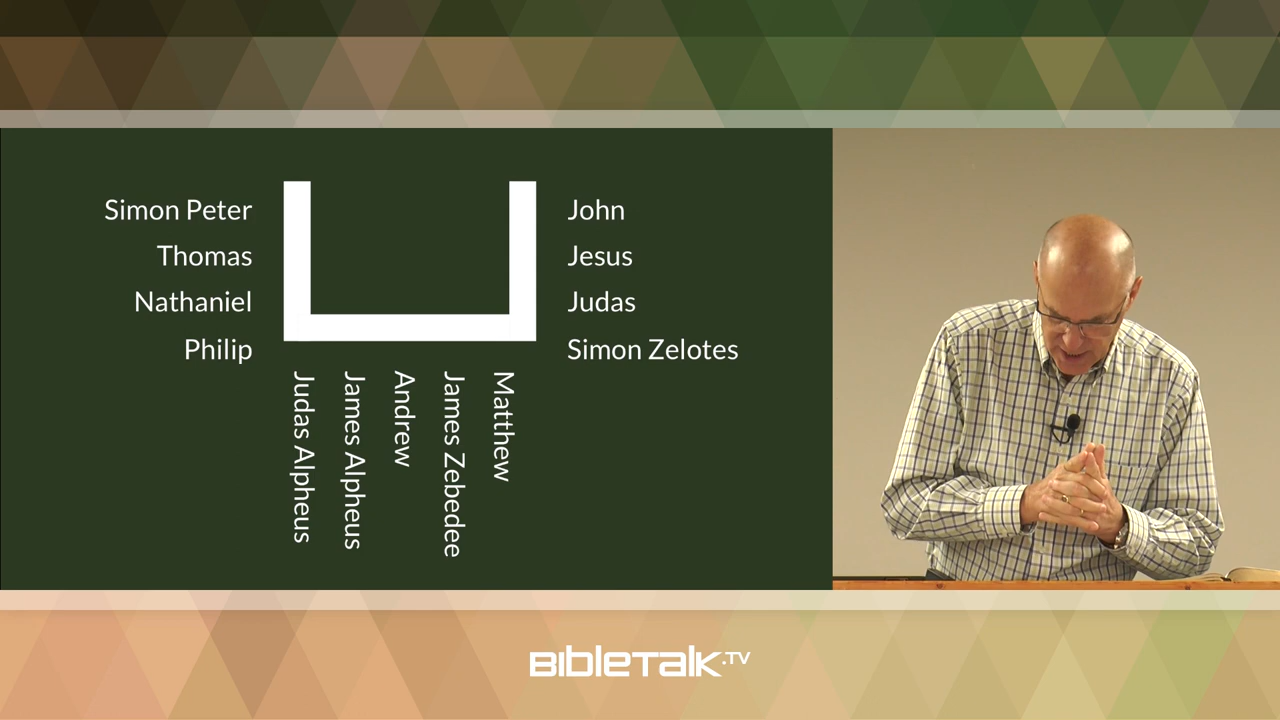 Simon Peter
Thomas
Nathaniel
Philip
John
Jesus
Judas
Simon Zelotes
Judas Alpheus
James Alpheus
Andrew
James Zebedee
Matthew
BIBLETALK.TV